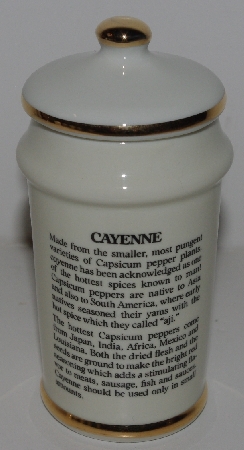 CAYENNE
Made from the smaller, most pungent
varieties of Capsicum pepper plants,
cayenne has been acknowledged as one
of the hottest spices known to man.
Capsicum peppers are native to Asia
and also to South America, where early
natives seasoned their yams with the
hot spice which they called "aji."
The hottest Capsicum peppers come
from Japan, India, Africa, Mexico and
Louisiana. Both the dried flesh and the
seeds are ground to make the bright red
seasoning which adds a stimulating fla-
vor to meats, sausage, fish and sauces.
Cayenne should be used only in small
amounts.